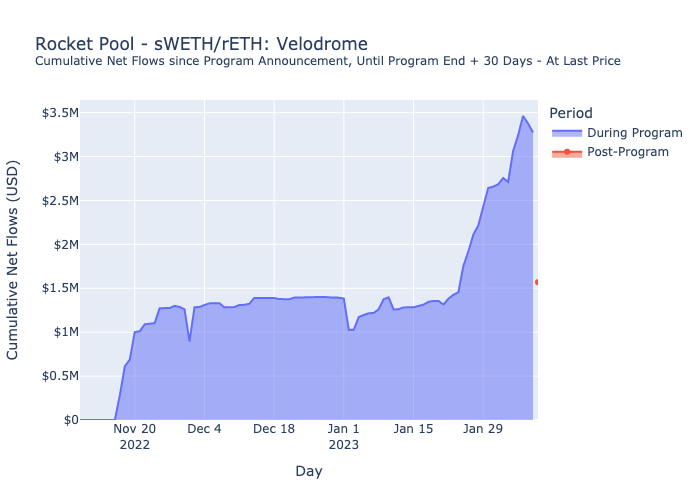 Rocket Pool - sWETH/rETH: Velodrome
Cumulative Net Flows since Program Announcement, Until Program End + 30 Days - At Last Price
Period
During Program
Post-Program
Cumulative Net Flows (USD)
$3.5M
$3M
$2.5M
$2M
$1.5M
$1M
$0.5M
$0
Nov 20
2022
Dec 4
Dec 18
Jan 1
2023
Jan 15
Jan 29
Day